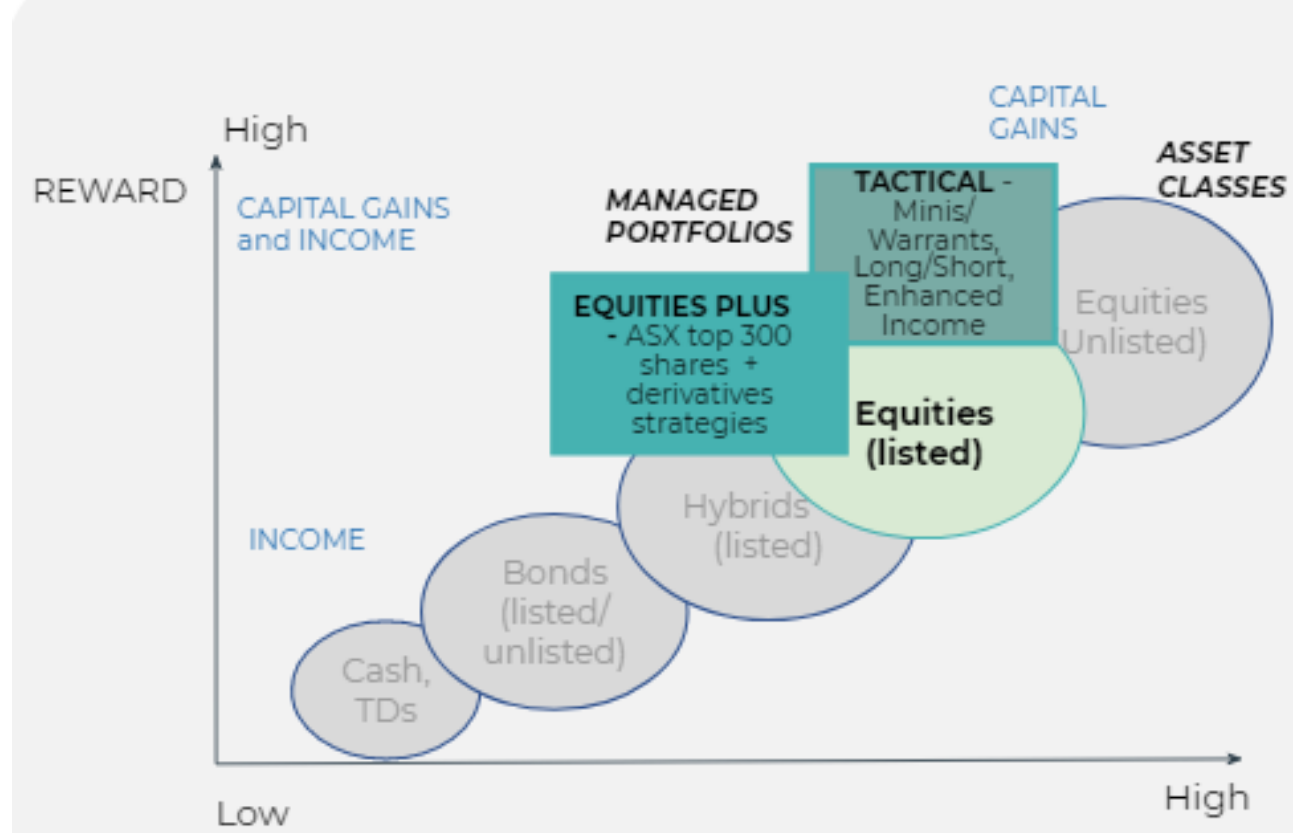 High
REWARD
CAPITAL GAINS
and INCOME
MANAGED
PORTFOLIOS
CAPITAL
GAINS
ASSET
CLASSES
TACTICAL -
Minis/
Warrants,
Long/Short,
Enhanced
Income
EQUITIES PLUS
- ASX top 300
shares +
derivatives
strategies
Equities
Unlisted)
Equities
(listed)
Hybrids
(listed)
INCOME
Bonds
(listed/
unlisted)
Cash,
TDs
Low
High